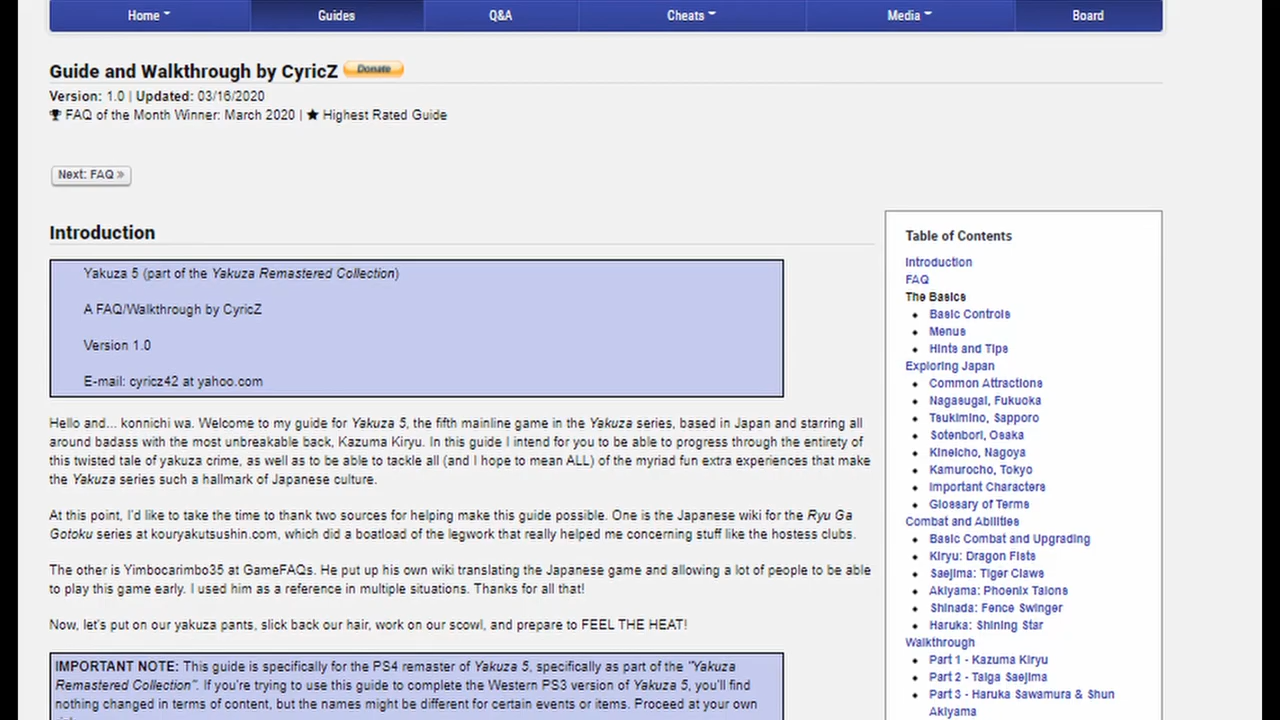 Home Guides Q&A Cheats Media Board
Guide and Walkthrough by CyricZ Donate
Version: 1.0 | Updated: 03/16/2020
FAQ of the Month Winner: March 2020 | ★ Highest Rated Guide
Next: FAQ »
Introduction
Yakuza 5 (part of the Yakuza Remastered Collection)
A FAQ/Walkthrough by CyricZ
Version 1.0
E-mail: cyricz42 at yahoo.com
Hello and... konnichi wa. Welcome to my guide for Yakuza 5, the fifth mainline game in the Yakuza series, based in Japan and starring all
around badass with the most unbreakable back, Kazuma Kiryu. In this guide I intend for you to be able to progress through the entirety of
this twisted tale of yakuza crime, as well as to be able to tackle all (and I hope to mean ALL) of the myriad fun extra experiences that make
the Yakuza series such a hallmark of Japanese culture.
At this point, I'd like to take the time to thank two sources for helping make this guide possible. One is the Japanese wiki for the Ryu Ga
Gotoku series at kouryakutsushin.com, which did a boatload of the legwork that really helped me concerning stuff like the hostess clubs.
The other is Yimbocarimbo35 at GameFAQs. He put up his own wiki translating the Japanese game and allowing a lot of people to be able
to play this game early. I used him as a reference in multiple situations. Thanks for all that!
Now, let's put on our yakuza pants, slick back our hair, work on our scowl, and prepare to FEEL THE HEAT!
IMPORTANT NOTE: This guide is specifically for the PS4 remaster of Yakuza 5, specifically as part of the "Yakuza
Remastered Collection". If you're trying to use this guide to complete the Western PS3 version of Yakuza 5, you'll find
nothing changed in terms of content, but the names might be different for certain events or items. Proceed at your own
Table of Contents
Introduction
FAQ
The Basics
Basic Controls
Menus
Hints and Tips
Exploring Japan
Common Attractions
Nagasugai, Fukuoka
Tsukimino, Sapporo
Sotenbori, Osaka
Kineicho, Nagoya
Kamurocho, Tokyo
Important Characters
Glossary of Terms
Combat and Abilities
Basic Combat and Upgrading
Kiryu: Dragon Fists
Saejima: Tiger Claws
Akiyama: Phoenix Talons
Shinada: Fence Swinger
Haruka: Shining Star
Walkthrough
Part 1 - Kazuma Kiryu
Part 2 - Taiga Saejima
Part 3 - Haruka Sawamura & Shun
Akiyama